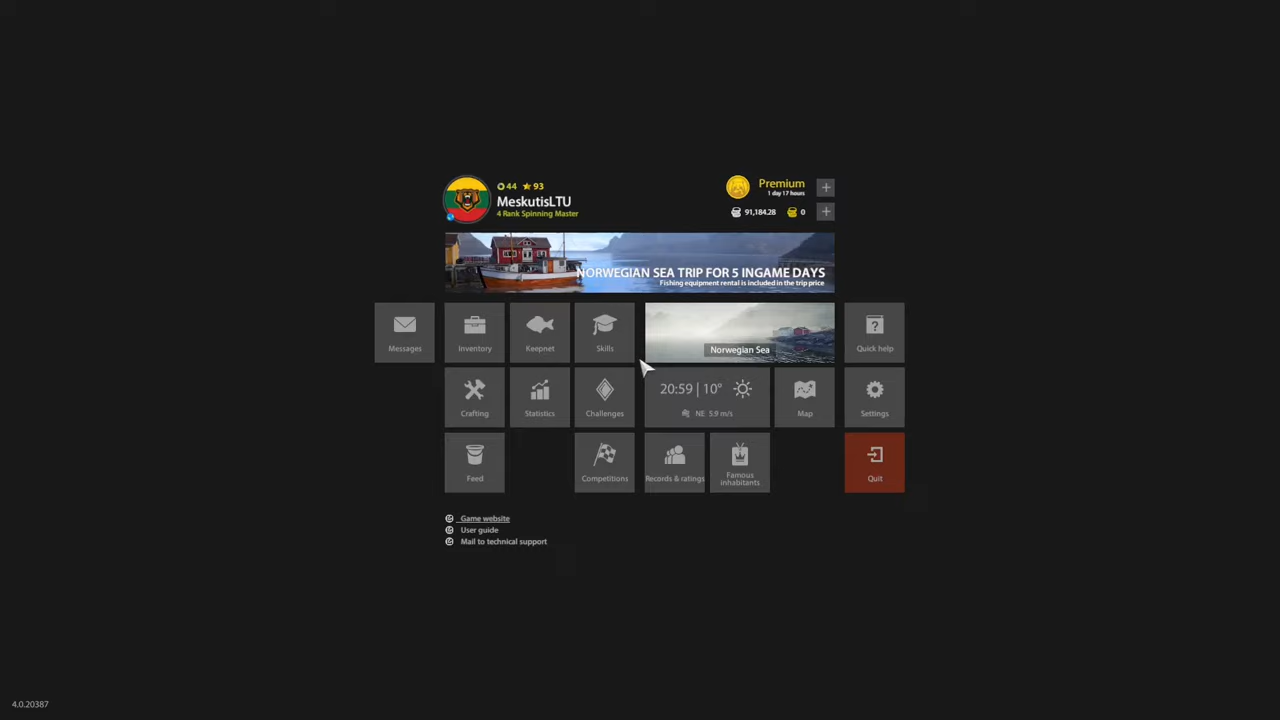 44 93
MeskutisLTU
4 Rank Spinning Master
Premium
1 day 17 hours
91,184.28 0
NORWEGIAN SEA TRIP FOR 5 INGAME DAYS
Fishing equipment rental is included in the trip price
Messages
Inventory
Keepnet
Skills
Norwegian Sea
Quick help
Crafting
Statistics
Challenges
20:59 | 10°
NE 5.9 m/s
Map
Settings
Feed
Competitions
Records & ratings
Famous
inhabitants
Quit
Game website
User guide
Mail to technical support
4.0.20387